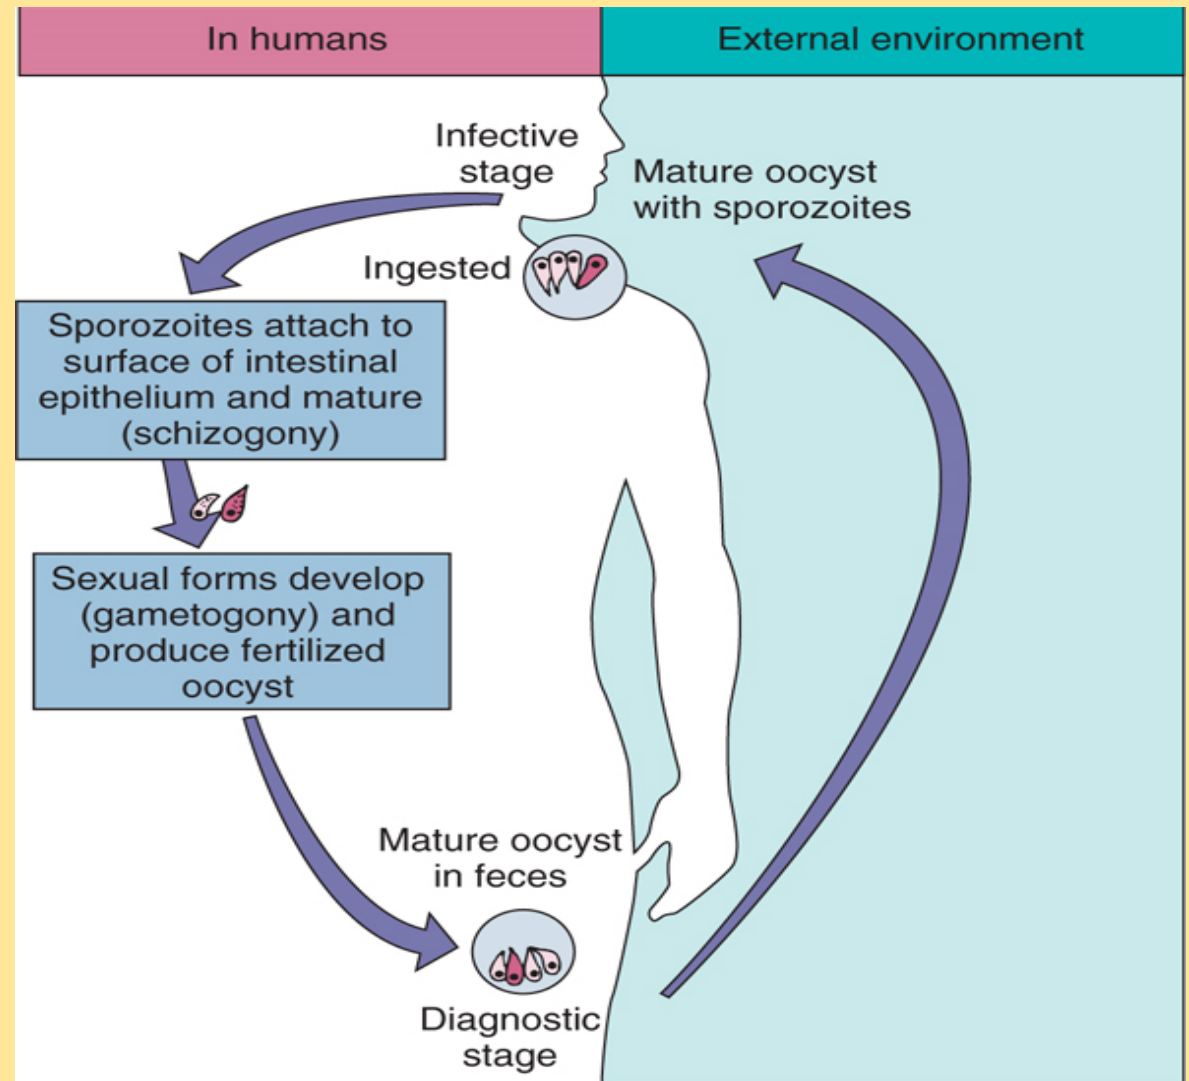 In humans
External environment
Infective
stage
Mature oocyst
with sporozoites
Ingested
Sporozoites attach to
surface of intestinal
epithelium and mature
(schizogony)
Sexual forms develop
(gametogony) and
produce fertilized
oocyst
Mature oocyst
in feces
Diagnostic
stage